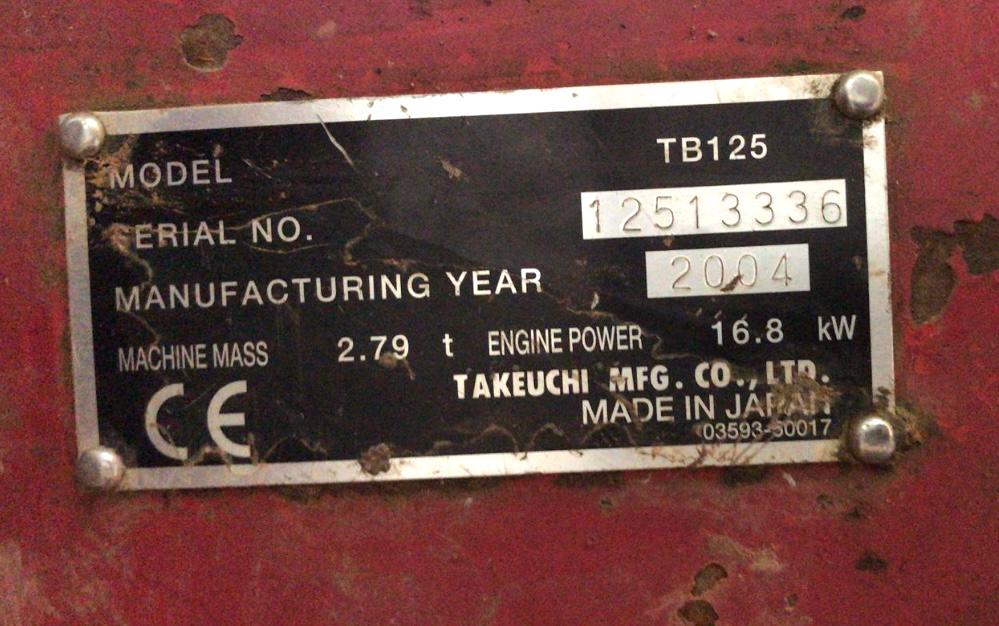 MODEL TB125
SERIAL NO. 12513336
MANUFACTURING YEAR 2004
MACHINE MASS 2.79 t ENGINE POWER 16.8 kW
TAKEUCHI MFG. CO., LTD.
MADE IN JAPAN
CE 03593-50017